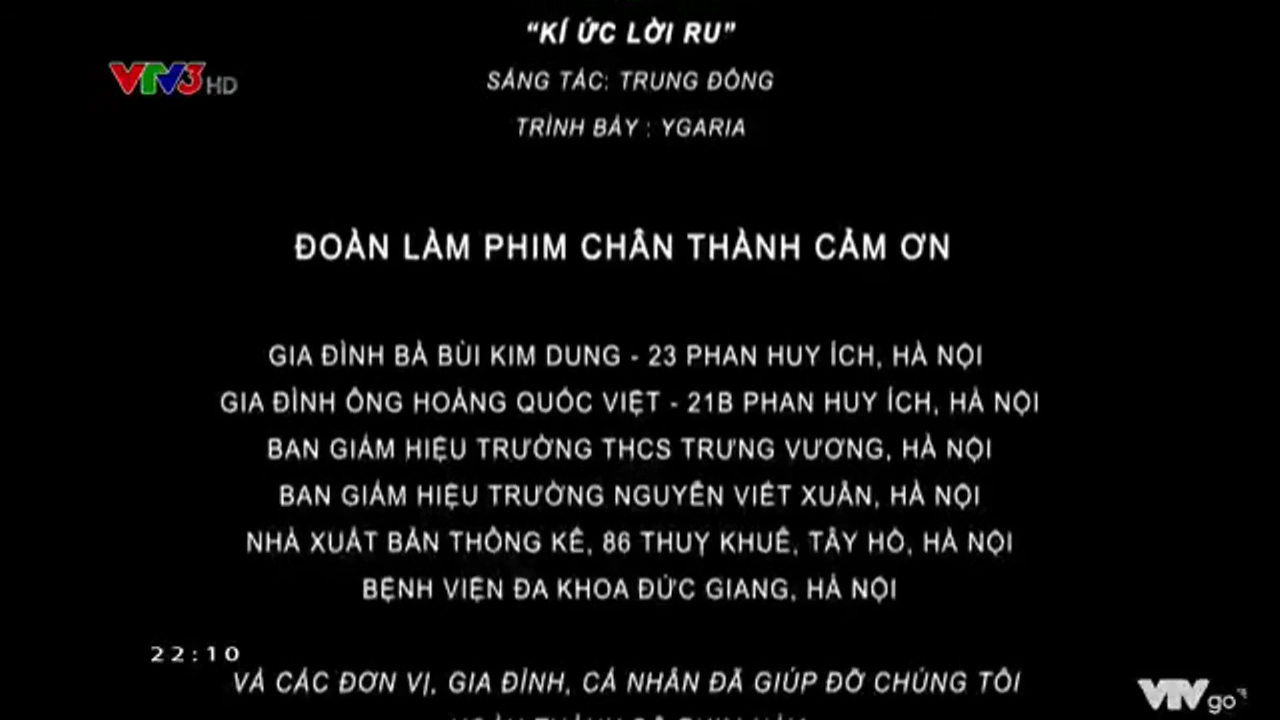 “KÍ ỨC LỜI RU”
VTV3 HD
SÁNG TÁC: TRUNG ĐÔNG
TRÌNH BÀY : YGARIA
ĐOÀN LÀM PHIM CHÂN THÀNH CẢM ƠN
GIA ĐÌNH BÀ BÙI KIM DUNG - 23 PHAN HUY ÍCH, HÀ NỘI
GIA ĐÌNH ÔNG HOÀNG QUỐC VIỆT - 21B PHAN HUY ÍCH, HÀ NỘI
BAN GIÁM HIỆU TRƯỜNG THCS TRƯNG VƯƠNG, HÀ NỘI
BAN GIÁM HIỆU TRƯỜNG NGUYỄN VIẾT XUÂN, HÀ NỘI
NHÀ XUẤT BẢN THỐNG KÊ, 86 THUỴ KHUÊ, TÂY HỒ, HÀ NỘI
BỆNH VIỆN ĐA KHOA ĐỨC GIANG, HÀ NỘI
22:10
VÀ CÁC ĐƠN VỊ, GIA ĐÌNH, CÁ NHÂN ĐÃ GIÚP ĐỠ CHÚNG TÔI
VTV go